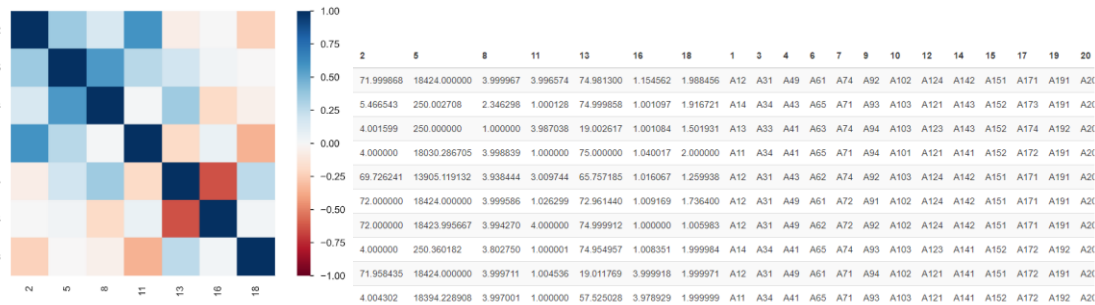 1.00
0.75
0.50
0.25
0.00
−0.25
−0.50
−0.75
−1.00
2 5 8 11 13 16 18
2 5 8 11 13 16 18 1 3 4 6 7 9 10 12 14 15 17 19 20
71.999868 18424.000000 3.999967 3.996574 74.981300 1.154562 1.988456 A12 A31 A49 A61 A74 A92 A102 A124 A142 A151 A171 A191
5.466543 250.002708 2.346298 1.000128 74.999858 1.001097 1.916721 A14 A34 A43 A65 A71 A93 A103 A121 A143 A152 A173 A191
4.001599 250.000000 1.000000 3.987038 19.002617 1.001084 1.501931 A13 A33 A41 A63 A74 A94 A103 A123 A143 A152 A174 A192
4.000000 18030.286705 3.998839 1.000000 75.000000 1.040017 2.000000 A11 A34 A41 A65 A71 A94 A101 A121 A141 A152 A172 A191
69.726241 13905.119132 3.938444 3.009744 65.757185 1.016067 1.259938 A12 A31 A43 A62 A74 A92 A103 A122 A143 A152 A173 A191
72.000000 18424.000000 3.999586 1.026299 72.961440 1.009169 1.736400 A12 A31 A49 A61 A72 A91 A102 A124 A142 A153 A174 A192
72.000000 18423.995667 3.994270 4.000000 74.999912 1.000000 1.005983 A12 A31 A49 A62 A72 A92 A102 A124 A142 A153 A174 A191
4.000000 250.360182 3.802750 1.000001 74.954957 1.008351 1.999984 A14 A34 A41 A65 A74 A93 A103 A123 A141 A152 A172 A192
71.958435 18424.000000 3.999711 1.004536 19.011769 3.999918 1.999971 A12 A31 A49 A61 A71 A94 A102 A121 A141 A151 A172 A191
4.004302 18394.228908 3.997001 1.000000 57.525028 3.978929 1.999999 A11 A34 A41 A65 A74 A93 A103 A121 A141 A152 A172 A192